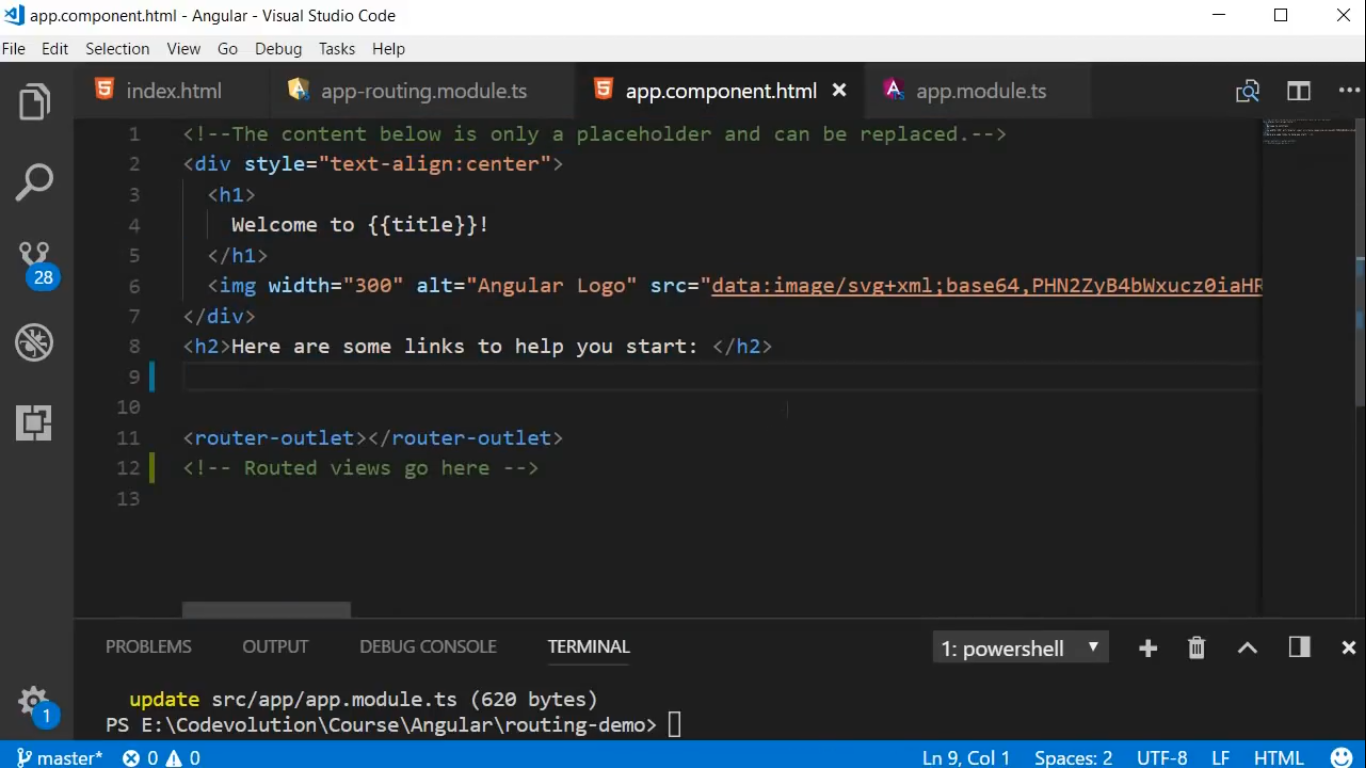 app.component.html - Angular - Visual Studio Code
File Edit Selection View Go Debug Tasks Help
index.html app-routing.module.ts app.component.html app.module.ts
1 <!--The content below is only a placeholder and can be replaced.-->
2 <div style="text-align:center">
3 <h1>
4 Welcome to {{title}}!
5 </h1>
6 <img width="300" alt="Angular Logo" src="data:image/svg+xml;base64,PHN2ZyB4bWxucz0iaHR
7 </div>
8 <h2>Here are some links to help you start: </h2>
9
10
11 <router-outlet></router-outlet>
12 <!-- Routed views go here -->
13
28
PROBLEMS OUTPUT DEBUG CONSOLE TERMINAL 1: powershell
update src/app/app.module.ts (620 bytes)
PS E:\Codevolution\Course\Angular\routing-demo>
1
master* 0 0 Ln 9, Col 1 Spaces: 2 UTF-8 LF HTML